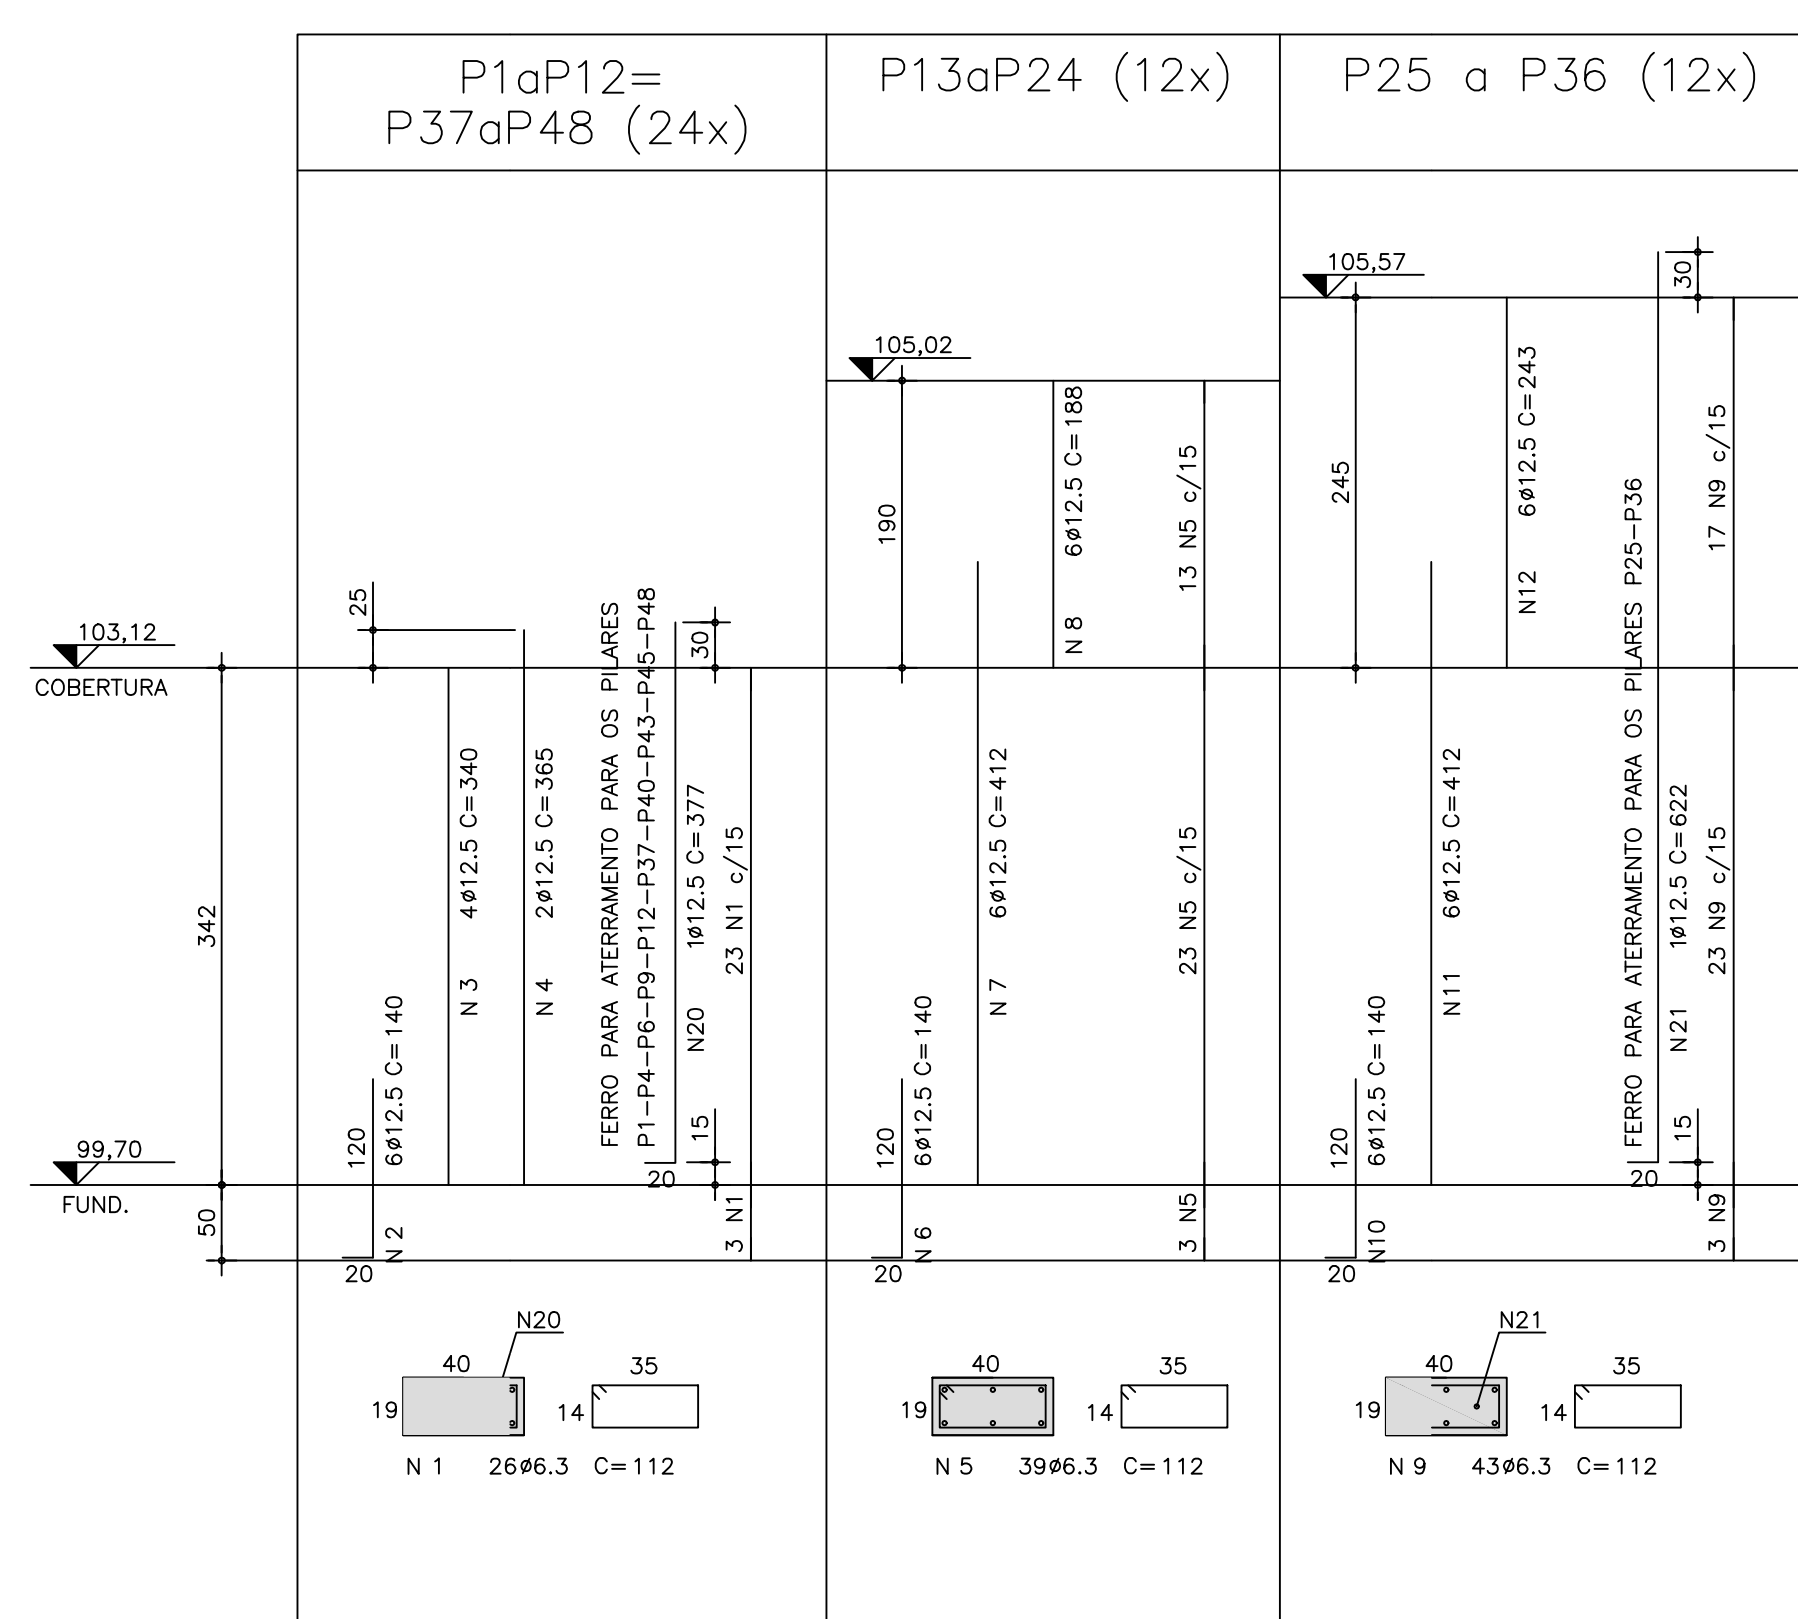 P1aP12=
P37aP48 (24x)
P13aP24 (12x)
P25 a P36 (12x)
103,12
COBERTURA
342
99,70
FUND.
50
25
N 3 4ø12.5 C=340
N 4 2ø12.5 C=365
FERRO PARA ATERRAMENTO PARA OS PILARES
P1-P4-P6-P9-P12-P37-P40-P43-P45-P48
30
N20 1ø12.5 C=377
23 N1 c/15
120
N 2 6ø12.5 C=140
20
15
20
3 N1
N20
40
19
35
14
N 1 26ø6.3 C=112
105,02
190
N 8 6ø12.5 C=188
13 N5 c/15
N 7 6ø12.5 C=412
23 N5 c/15
120
N 6 6ø12.5 C=140
20
3 N5
40
19
35
14
N 5 39ø6.3 C=112
105,57
245
N12 6ø12.5 C=243
30
17 N9 c/15
FERRO PARA ATERRAMENTO PARA OS PILARES P25-P36
N11 6ø12.5 C=412
N21 1ø12.5 C=622
23 N9 c/15
120
N10 6ø12.5 C=140
20
15
20
3 N9
N21
40
19
35
14
N 9 43ø6.3 C=112